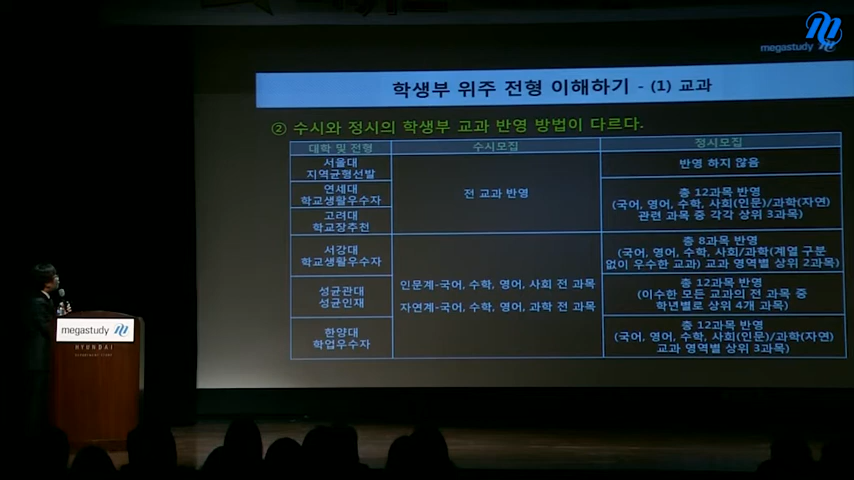 megastudy
학생부 위주 전형 이해하기 - (1) 교과
② 수시와 정시의 학생부 교과 반영 방법이 다르다.
대학 및 전형 수시모집 정시모집
서울대
지역균형선발
전 교과 반영
반영 하지 않음
연세대
학교생활우수자
고려대
학교장추천
총 12과목 반영
(국어, 영어, 수학, 사회(인문)/과학(자연)
관련 과목 중 각각 상위 3과목)
서강대
학교생활우수자
인문계-국어, 수학, 영어, 사회 전 과목
자연계-국어, 수학, 영어, 과학 전 과목
총 8과목 반영
(국어, 영어, 수학, 사회/과학(계열 구분
없이 우수한 교과) 교과 영역별 상위 2과목)
성균관대
성균인재
총 12과목 반영
(이수한 모든 교과의 전 과목 중
학년별로 상위 4개 과목)
한양대
학업우수자
총 12과목 반영
(국어, 영어, 수학, 사회(인문)/과학(자연)
교과 영역별 상위 3과목)
megastudy
HYUNDAI